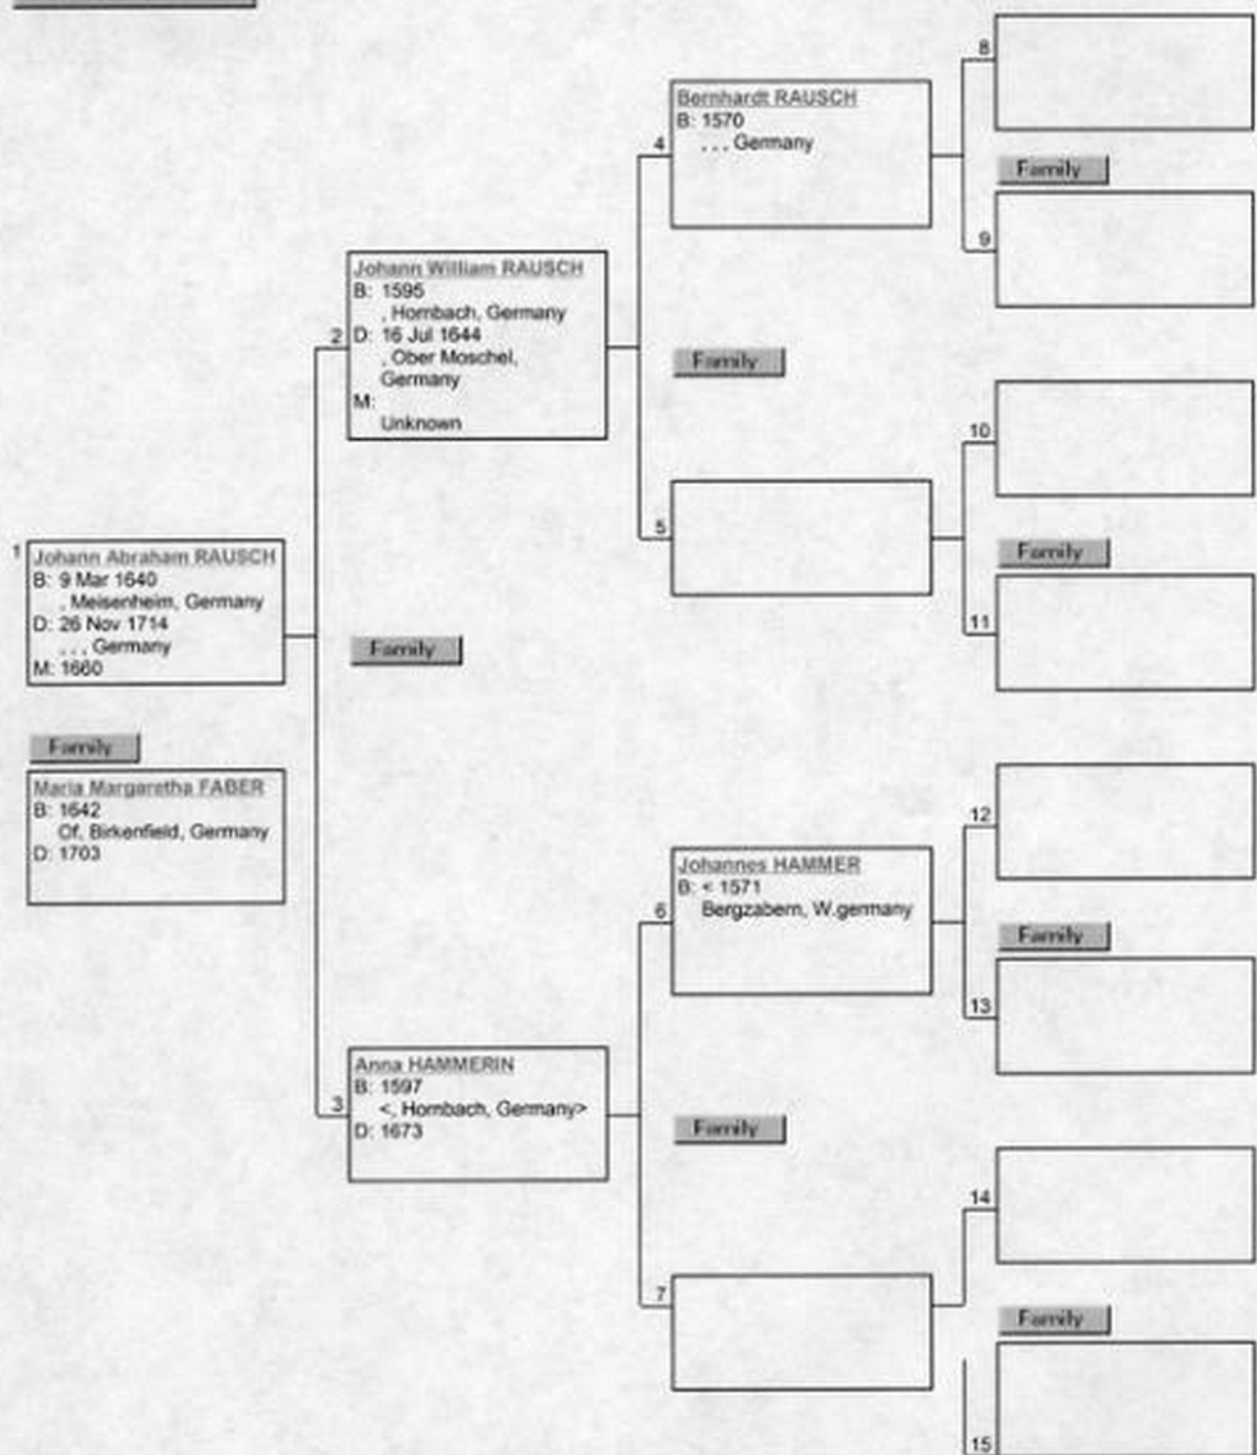 1
Johann Abraham RAUSCH
B: 9 Mar 1640
, Meisenheim, Germany
D: 26 Nov 1714
, , , Germany
M: 1660
Family
Maria Margaretha FABER
B: 1642
Of, Birkenfield, Germany
D: 1703
2
Johann William RAUSCH
B: 1595
, Hornbach, Germany
D: 16 Jul 1644
, Ober Moschel,
Germany
M:
Unknown
Family
3
Anna HAMMERIN
B: 1597
<, Hornbach, Germany>
D: 1673
4
Bernhardt RAUSCH
B: 1570
, , , Germany
Family
5
6
Johannes HAMMER
B: < 1571
Bergzabern, W.germany
Family
7
8
Family
9
10
Family
11
12
Family
13
14
Family
15